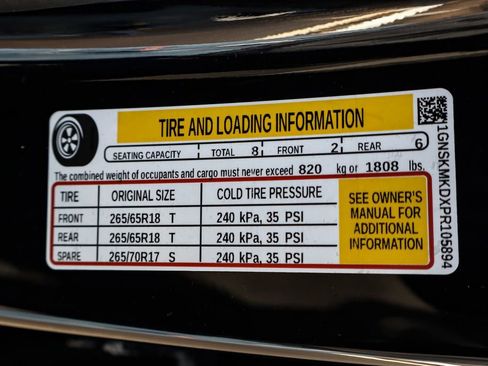 TIRE AND LOADING INFORMATION
SEATING CAPACITY TOTAL 8 FRONT 2 REAR 6
The combined weight of occupants and cargo must never exceed 820 kg or 1808 lbs.
TIRE ORIGINAL SIZE COLD TIRE PRESSURE
FRONT 265/65R18 T 240 kPa, 35 PSI
REAR 265/65R18 T 240 kPa, 35 PSI
SPARE 265/70R17 S 240 kPa, 35 PSI
SEE OWNER'S
MANUAL FOR
ADDITIONAL
INFORMATION
1GNSKMKDXPR105894